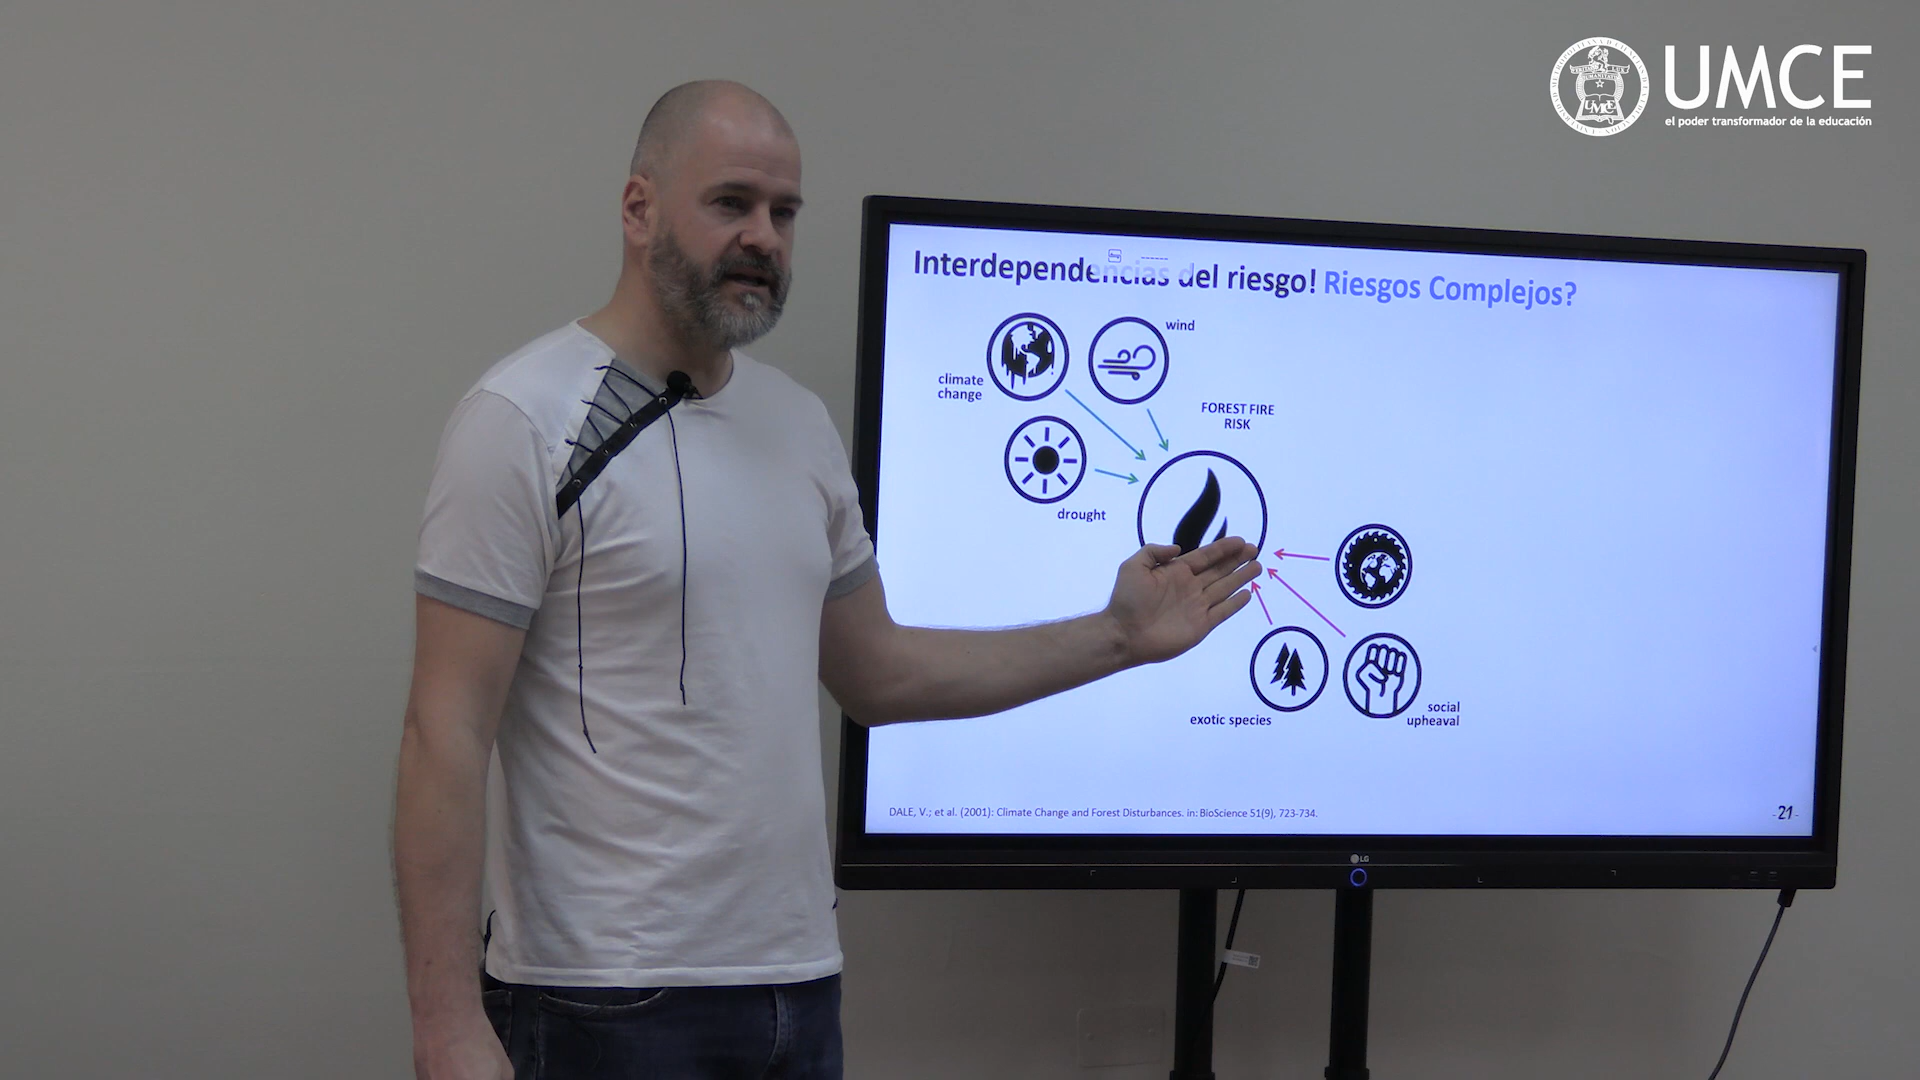 UMCE
el poder transformador de la educación
Interdependencias del riesgo! Riesgos Complejos?
wind
climate
change
FOREST FIRE
RISK
drought
exotic species
social
upheaval
DALE, V.; et al. (2001): Climate Change and Forest Disturbances. in: BioScience 51(9), 723-734.
-21-
LG